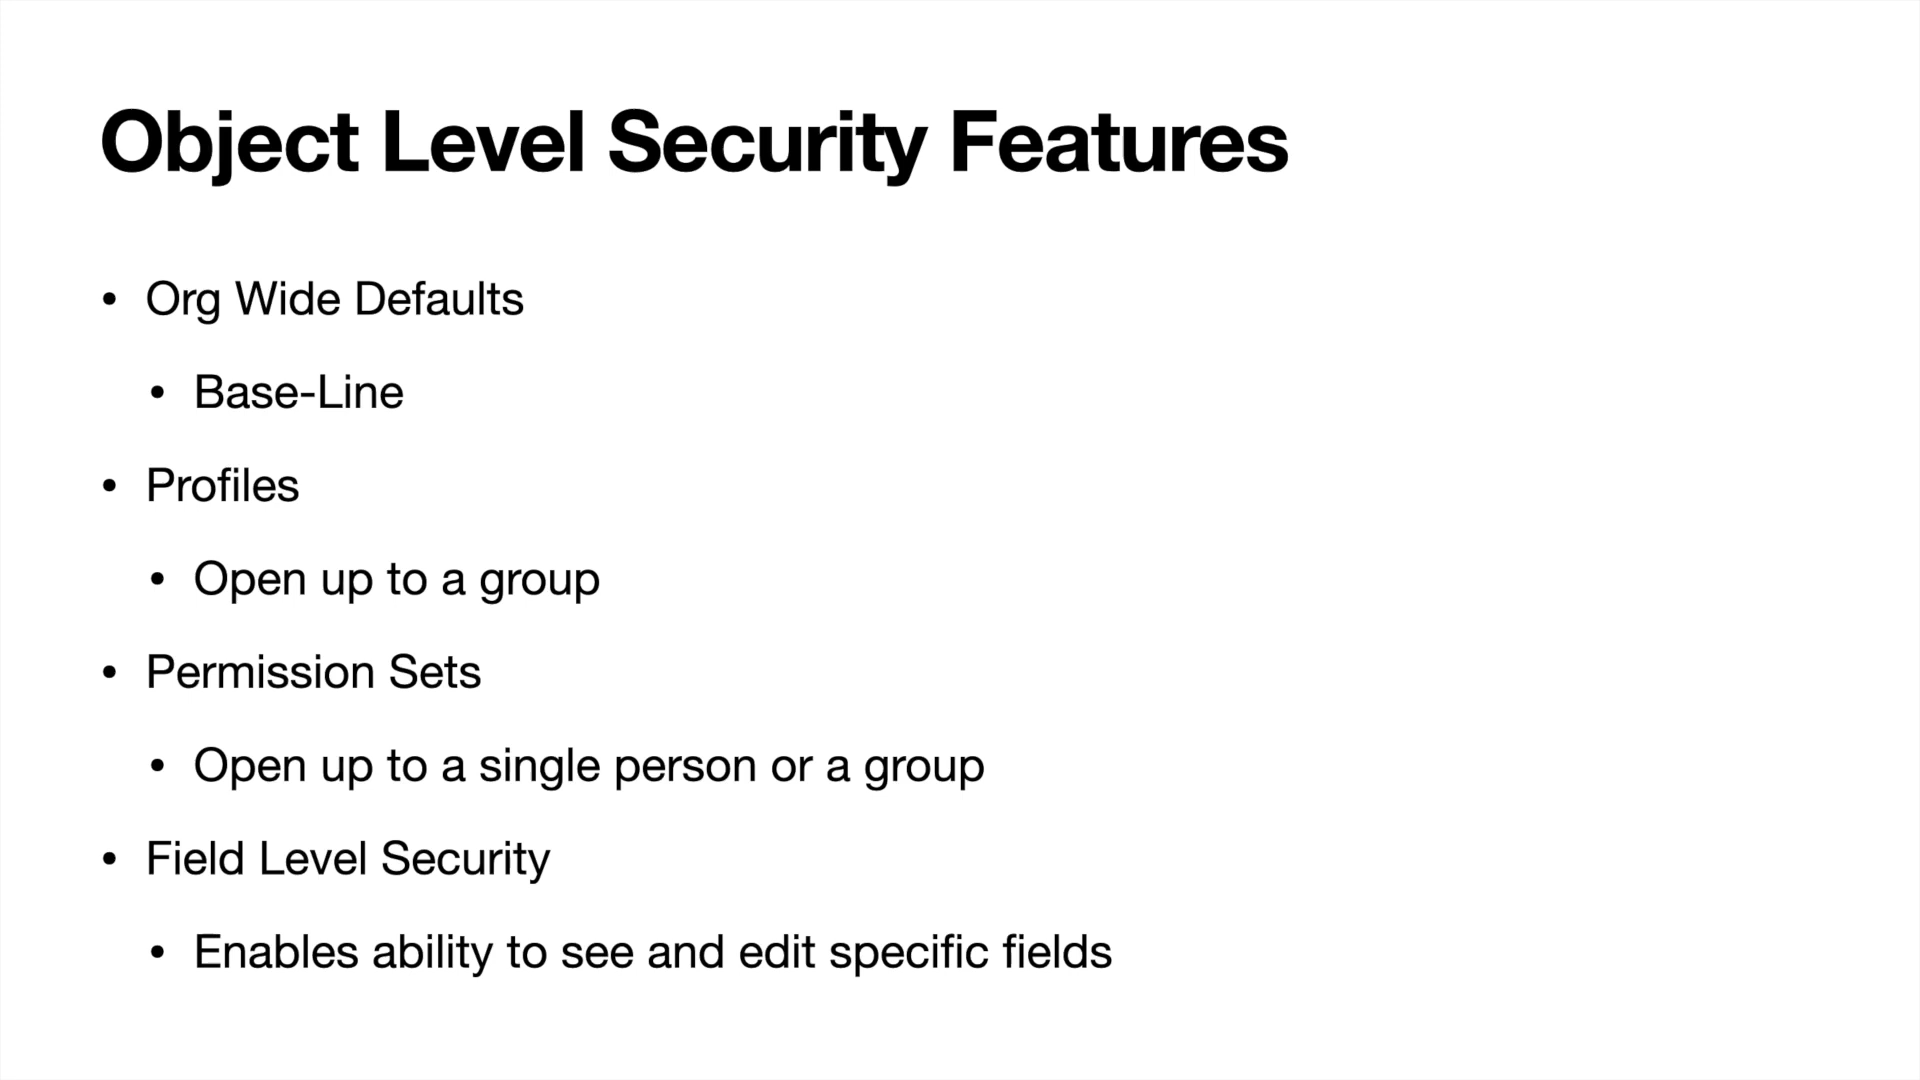 Object Level Security Features
• Org Wide Defaults
• Base-Line
• Profiles
• Open up to a group
• Permission Sets
• Open up to a single person or a group
• Field Level Security
• Enables ability to see and edit specific fields